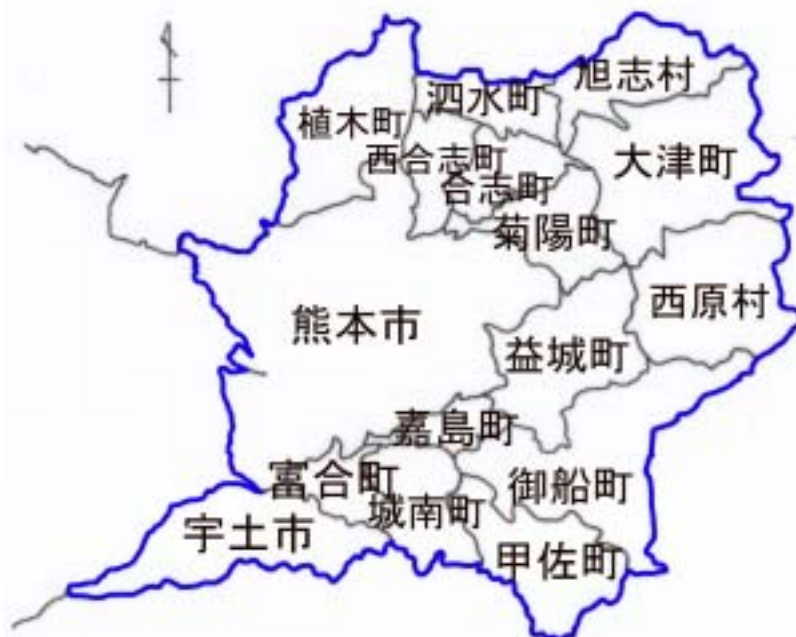 旭志村
泗水町
植木町
西合志町
大津町
合志町
菊陽町
西原村
熊本市
益城町
嘉島町
富合町
御船町
城南町
宇土市
甲佐町